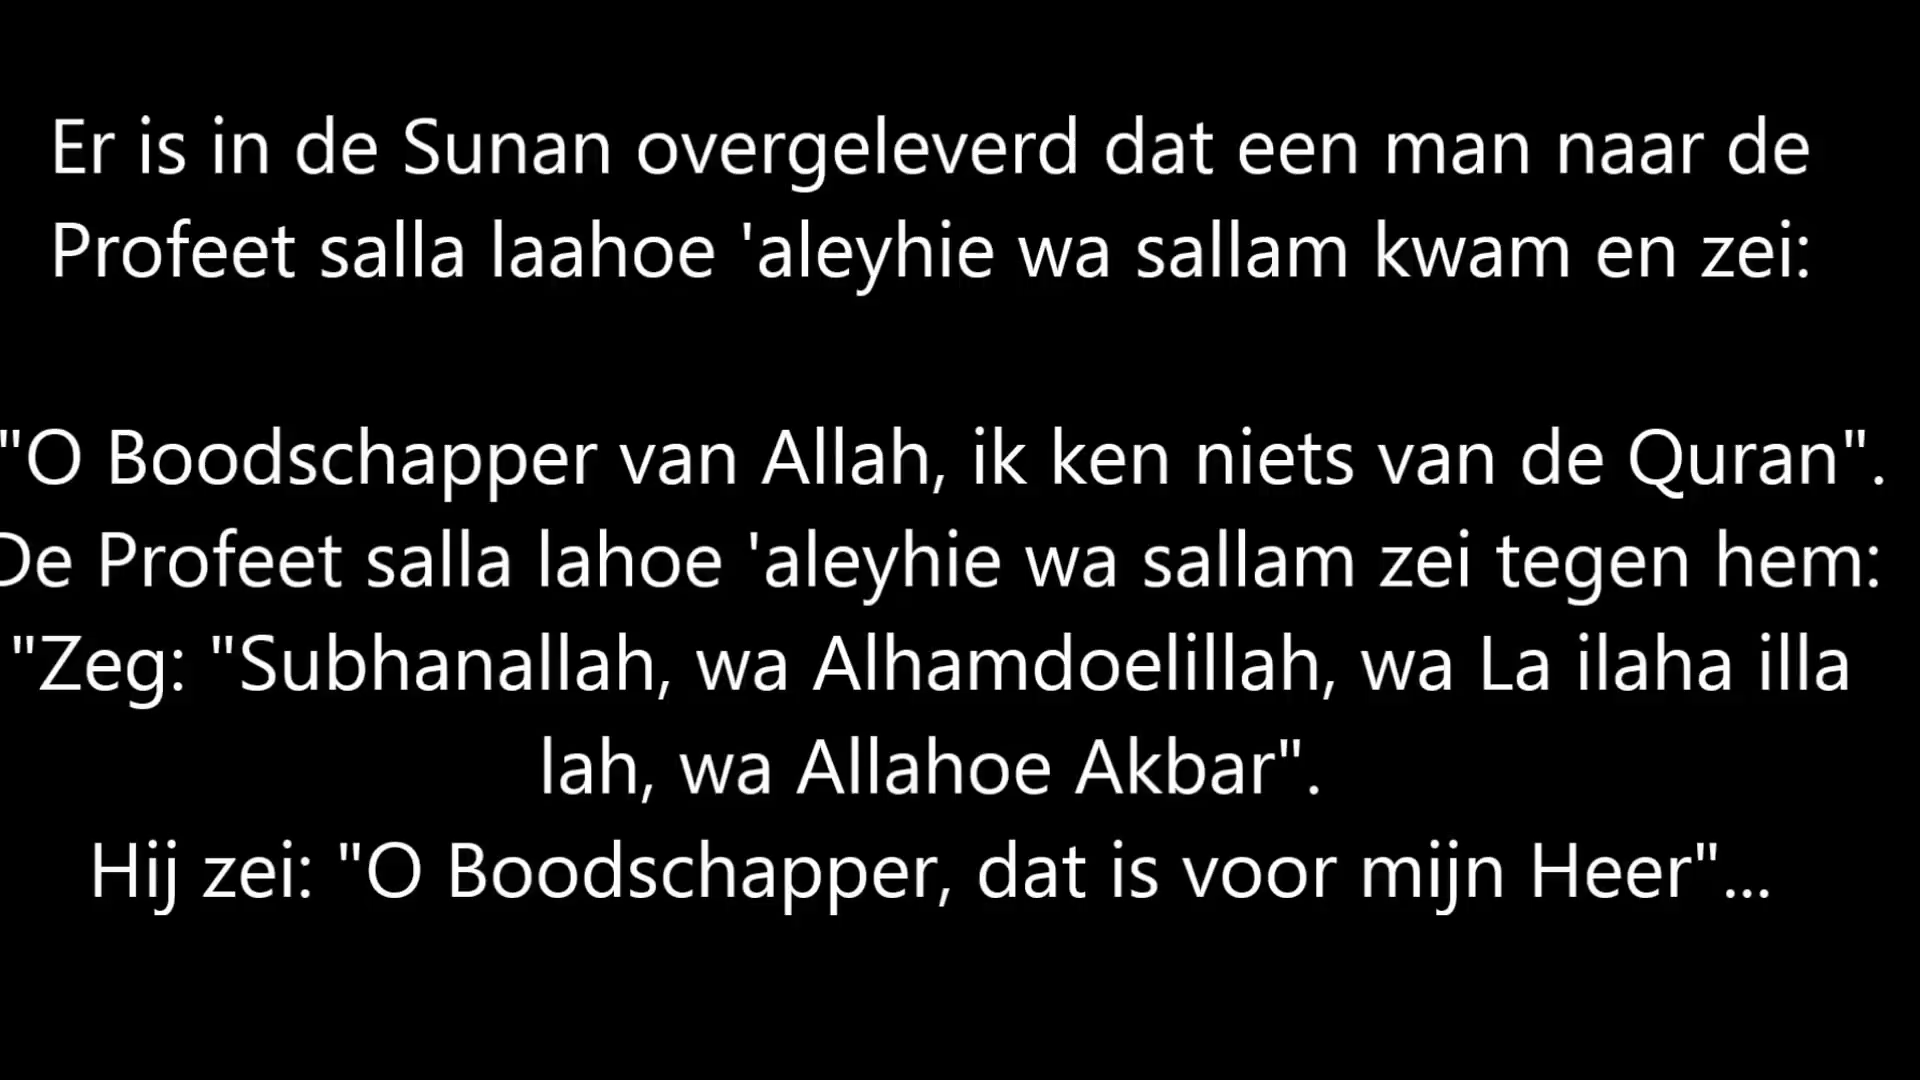 Er is in de Sunan overgeleverd dat een man naar de
Profeet salla laahoe 'aleyhie wa sallam kwam en zei:
"O Boodschapper van Allah, ik ken niets van de Quran".
De Profeet salla lahoe 'aleyhie wa sallam zei tegen hem:
"Zeg: "Subhanallah, wa Alhamdoelillah, wa La ilaha illa
lah, wa Allahoe Akbar".
Hij zei: "O Boodschapper, dat is voor mijn Heer"...